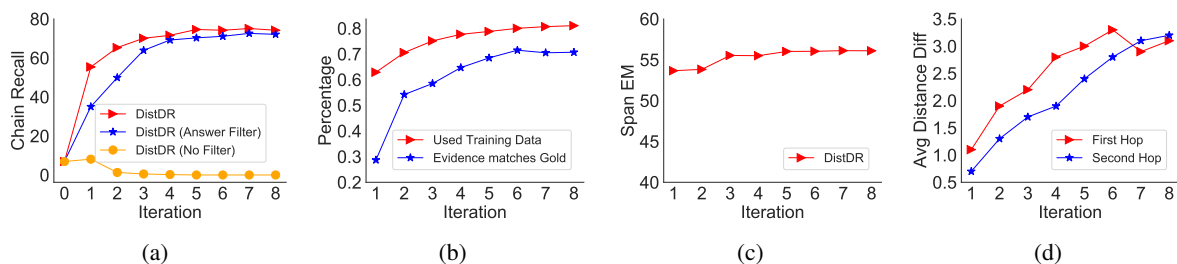 80
60
40
20
0
Chain Recall
DistDR
DistDR (Answer Filter)
DistDR (No Filter)
0 1 2 3 4 5 6 7 8
Iteration
(a)
0.8
0.7
0.6
0.5
0.4
0.3
0.2
Percentage
Used Training Data
Evidence matches Gold
1 2 3 4 5 6 7 8
Iteration
(b)
60
55
50
45
40
Span EM
DistDR
1 2 3 4 5 6 7 8
Iteration
(c)
3.5
3.0
2.5
2.0
1.5
1.0
0.5
Avg Distance Diff
First Hop
Second Hop
1 2 3 4 5 6 7 8
Iteration
(d)